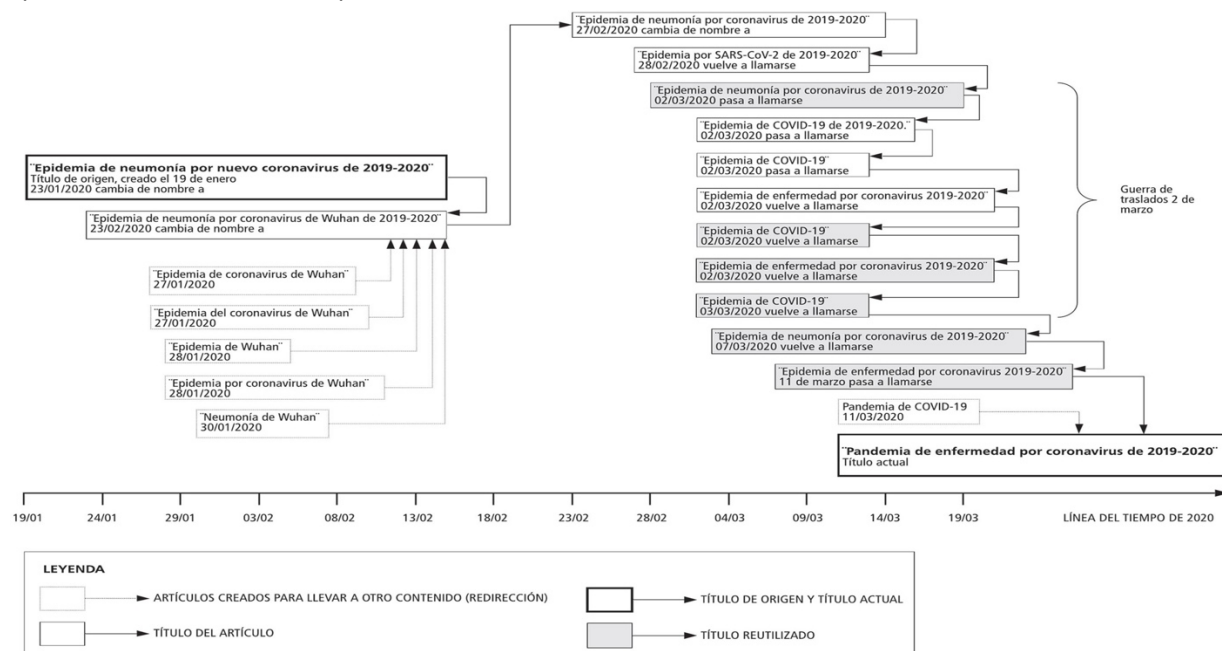 "Epidemia de neumonía por coronavirus de 2019-2020¨
27/02/2020 cambia de nombre a
¨Epidemia por SARS-CoV-2 de 2019-2020¨
28/02/2020 vuelve a llamarse
¨Epidemia de neumonía por coronavirus de 2019-2020¨
02/03/2020 pasa a llamarse
¨Epidemia de COVID-19 de 2019-2020.¨
02/03/2020 pasa a llamarse
¨Epidemia de COVID-19¨
02/03/2020 pasa a llamarse
¨Epidemia de enfermedad por coronavirus 2019-2020¨
02/03/2020 vuelve a llamarse
¨Epidemia de COVID-19¨
02/03/2020 vuelve a llamarse
¨Epidemia de enfermedad por coronavirus 2019-2020¨
02/03/2020 vuelve a llamarse
¨Epidemia de COVID-19¨
03/03/2020 vuelve a llamarse
Guerra de
traslados 2 de
marzo
¨Epidemia de neumonía por coronavirus 2019-2020¨
07/03/2020 vuelve a llamarse
¨Epidemia de enfermedad por coronavirus 2019-2020¨
11 de marzo pasa a llamarse
Pandemia de COVID-19
11/03/2020
¨Pandemia de enfermedad por coronavirus de 2019-2020¨
Título actual
¨Epidemia de neumonía por nuevo coronavirus de 2019-2020¨
Título de origen, creado el 19 de enero
23/01/2020 cambia de nombre a
¨Epidemia de neumonía por coronavirus de Wuhan de 2019-2020¨
23/02/2020 cambia de nombre a
¨Epidemia de coronavirus de Wuhan¨
27/01/2020
¨Epidemia del coronavirus de Wuhan¨
27/01/2020
¨Epidemia de Wuhan¨
28/01/2020
¨Epidemia por coronavirus de Wuhan¨
28/01/2020
¨Neumonía de Wuhan¨
30/01/2020
19/01 24/01 29/01 03/02 08/02 13/02 18/02 23/02 28/02 04/03 09/03 14/03 19/03 LÍNEA DEL TIEMPO DE 2020
LEYENDA
ARTÍCULOS CREADOS PARA LLEVAR A OTRO CONTENIDO (REDIRECCIÓN)
TÍTULO DEL ARTÍCULO
TÍTULO DE ORIGEN Y TÍTULO ACTUAL
TÍTULO REUTILIZADO